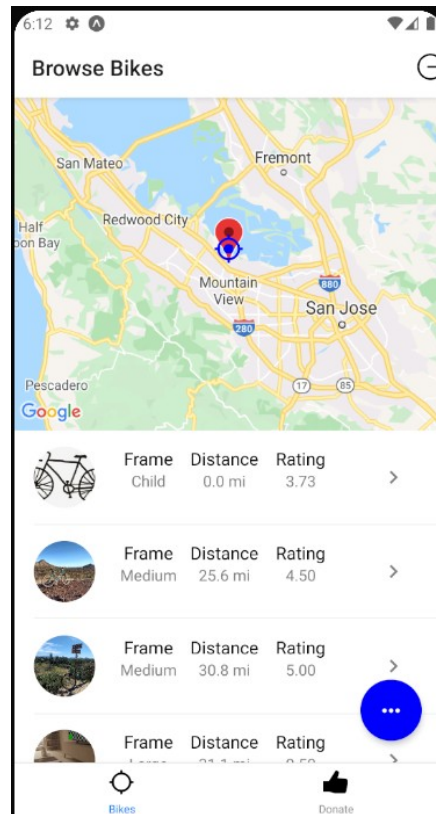 6:12
Browse Bikes
San Mateo
Fremont
Redwood City
Half
oon Bay
Mountain
View
880
San Jose
280
Pescadero
17
85
Google
Frame Distance Rating
Child 0.0 mi 3.73
Frame Distance Rating
Medium 25.6 mi 4.50
Frame Distance Rating
Medium 30.8 mi 5.00
Frame Distance Rating
Bikes
Donate